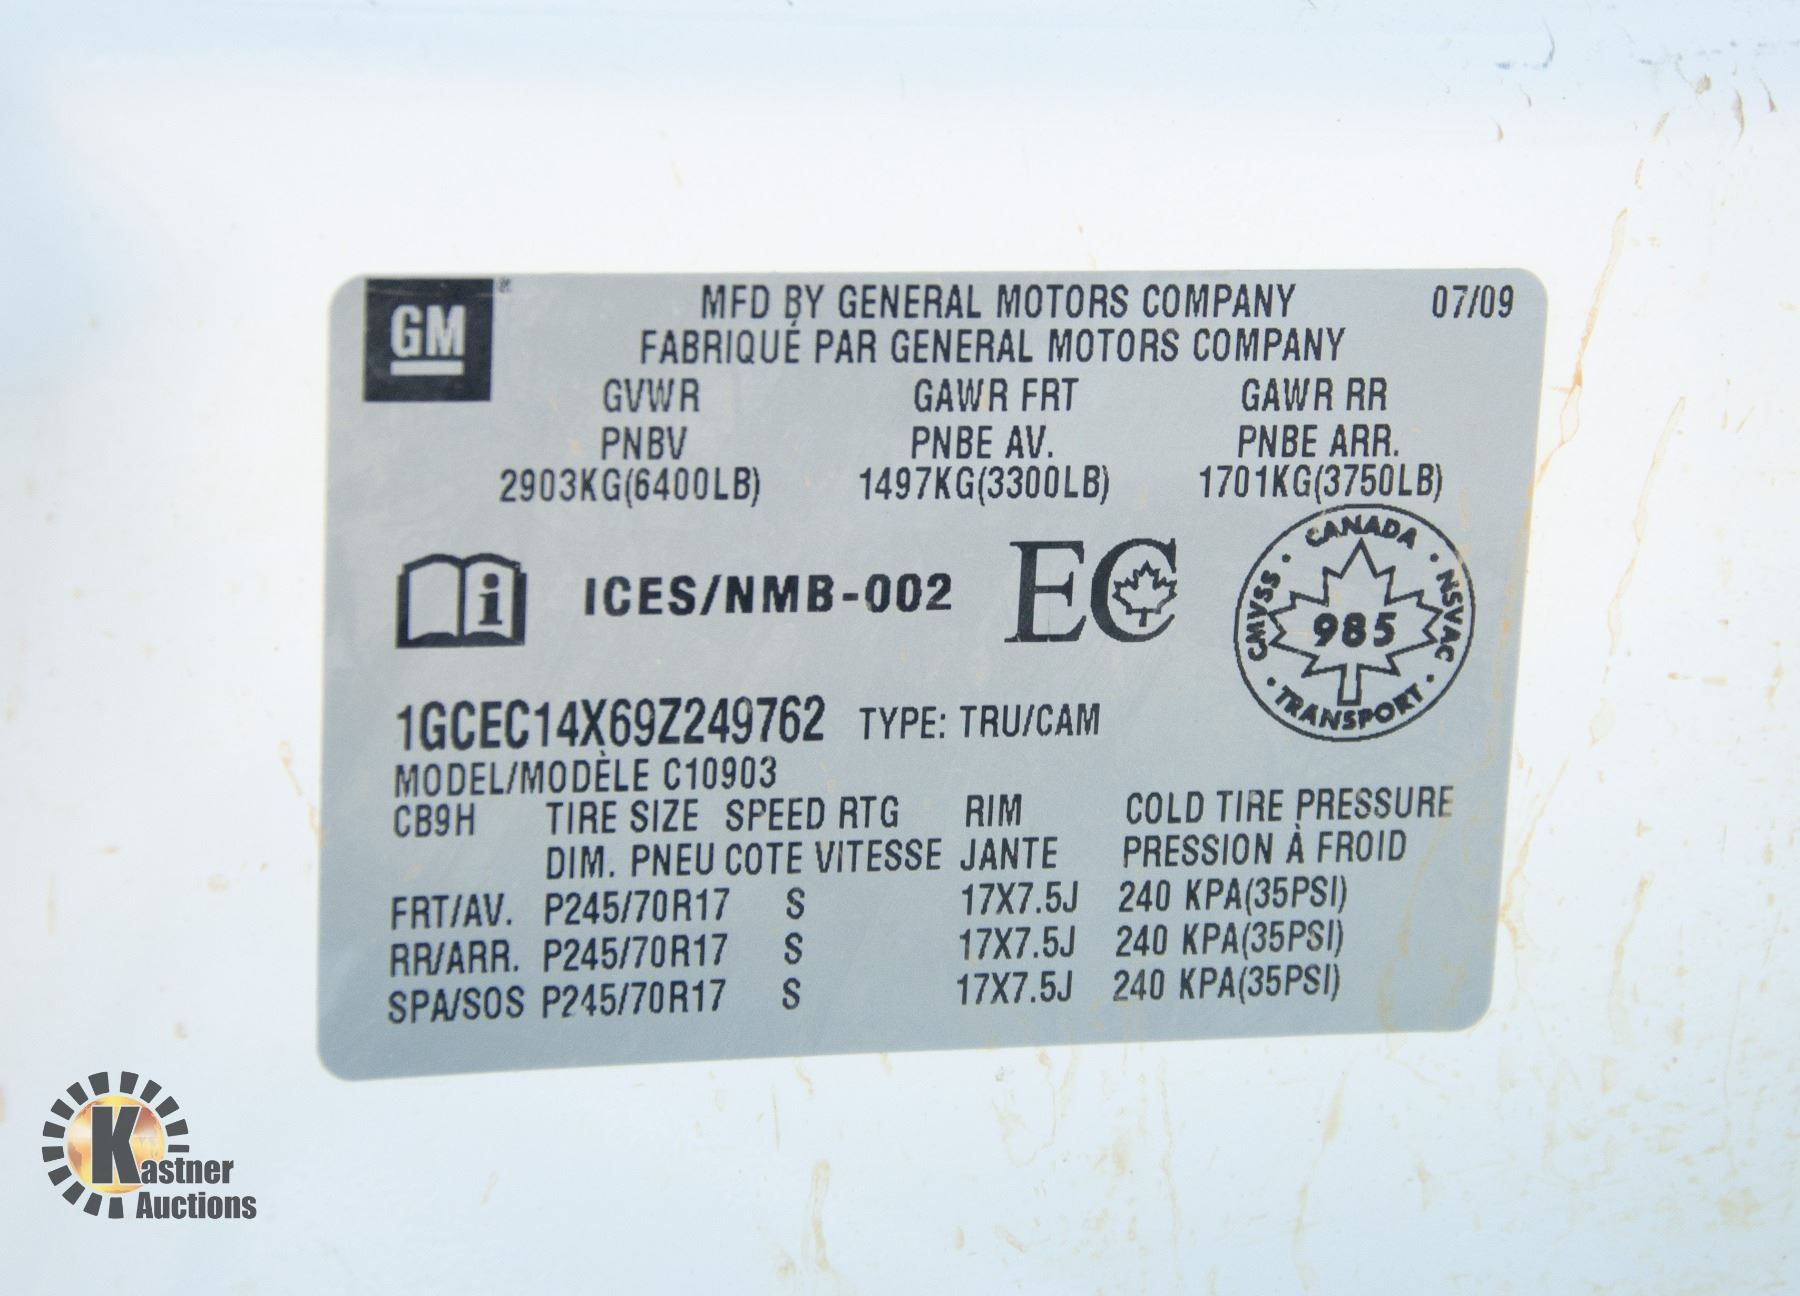 GM
MFD BY GENERAL MOTORS COMPANY 07/09
FABRIQUÉ PAR GENERAL MOTORS COMPANY
GVWR GAWR FRT GAWR RR
PNBV PNBE AV. PNBE ARR.
2903KG(6400LB) 1497KG(3300LB) 1701KG(3750LB)
i ICES/NMB-002 EC
CANADA
CMVSS 985 NSVAC
TRANSPORT
1GCEC14X69Z249762 TYPE: TRU/CAM
MODEL/MODÈLE C10903
CB9H TIRE SIZE SPEED RTG RIM COLD TIRE PRESSURE
DIM. PNEU COTE VITESSE JANTE PRESSION À FROID
FRT/AV. P245/70R17 S 17X7.5J 240 KPA(35PSI)
RR/ARR. P245/70R17 S 17X7.5J 240 KPA(35PSI)
SPA/SOS P245/70R17 S 17X7.5J 240 KPA(35PSI)
Kastner
Auctions